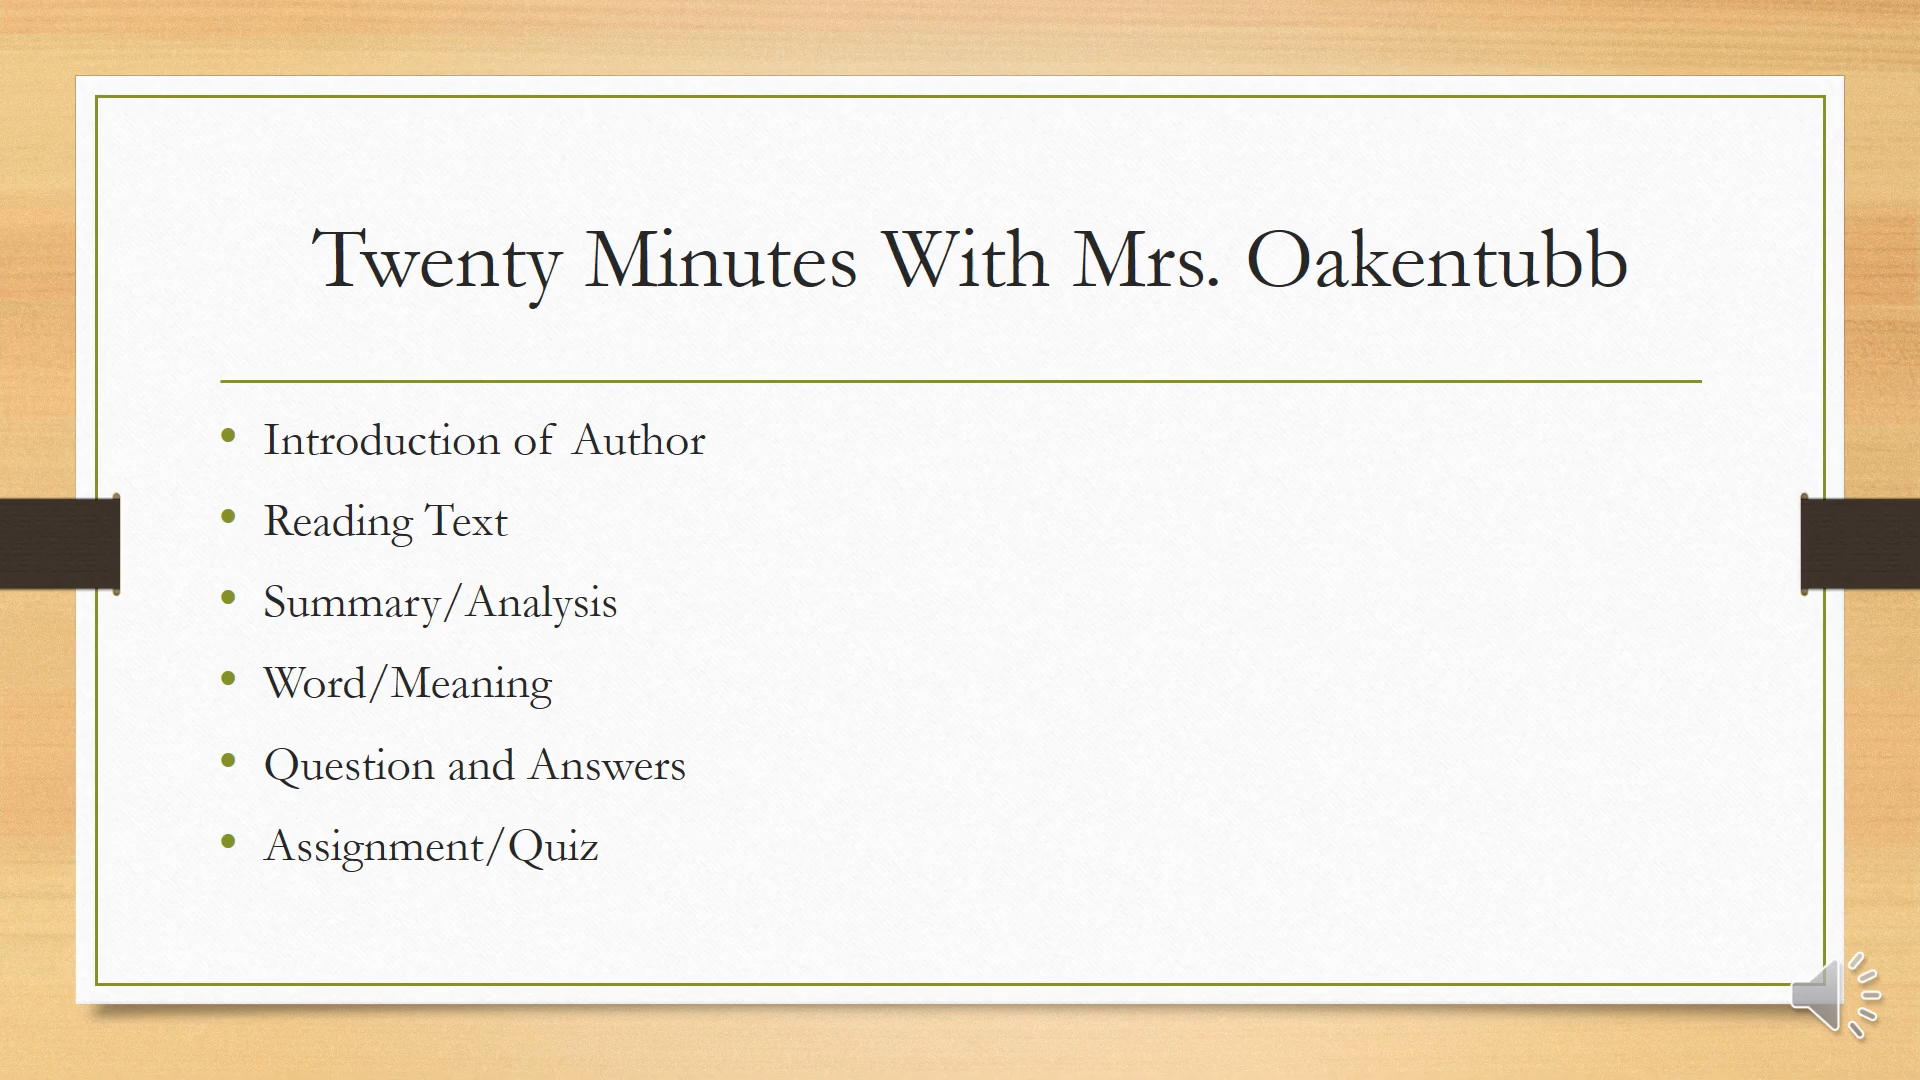 Twenty Minutes With Mrs. Oakentubb
• Introduction of Author
• Reading Text
• Summary/Analysis
• Word/Meaning
• Question and Answers
• Assignment/Quiz